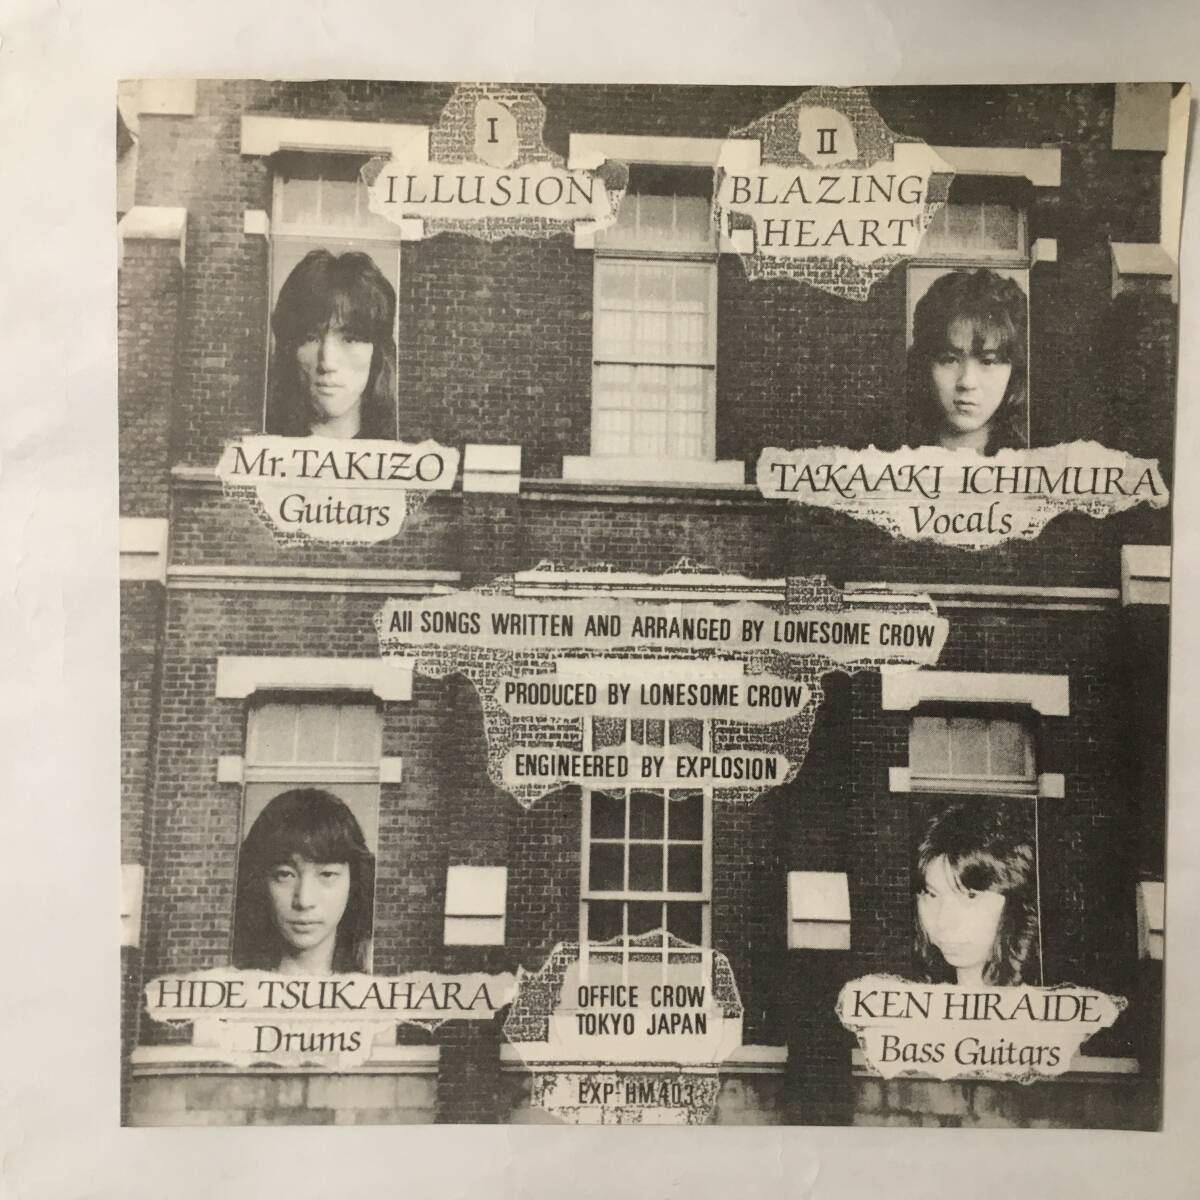 I
ILLUSION
II
BLAZING
HEART
Mr. TAKIZO
Guitars
TAKAAKI ICHIMURA
Vocals
All SONGS WRITTEN AND ARRANGED BY LONESOME CROW
PRODUCED BY LONESOME CROW
ENGINEERED BY EXPLOSION
HIDE TSUKAHARA
Drums
OFFICE CROW
TOKYO JAPAN
KEN HIRAIDE
Bass Guitars
EXP-HM403